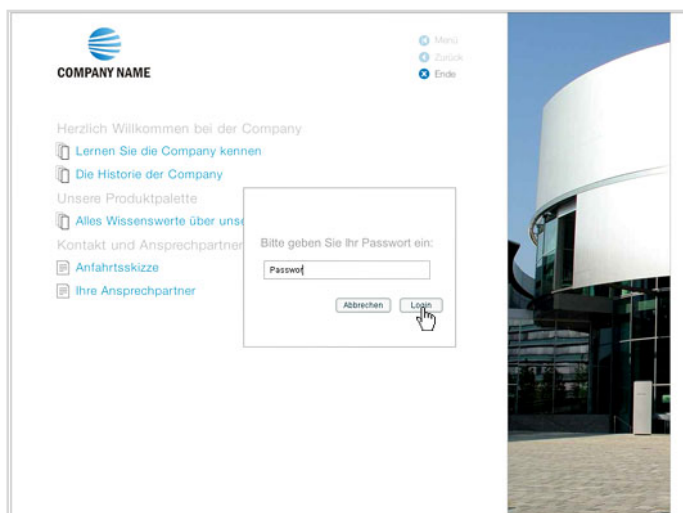 Menü
Zurück
Ende
COMPANY NAME
Herzlich Willkommen bei der Company
Lernen Sie die Company kennen
Die Historie der Company
Unsere Produktpalette
Alles Wissenswerte über unse
Kontakt und Ansprechpartner
Anfahrtsskizze
Ihre Ansprechpartner
Bitte geben Sie Ihr Passwort ein:
Passwor
Abbrechen
Login